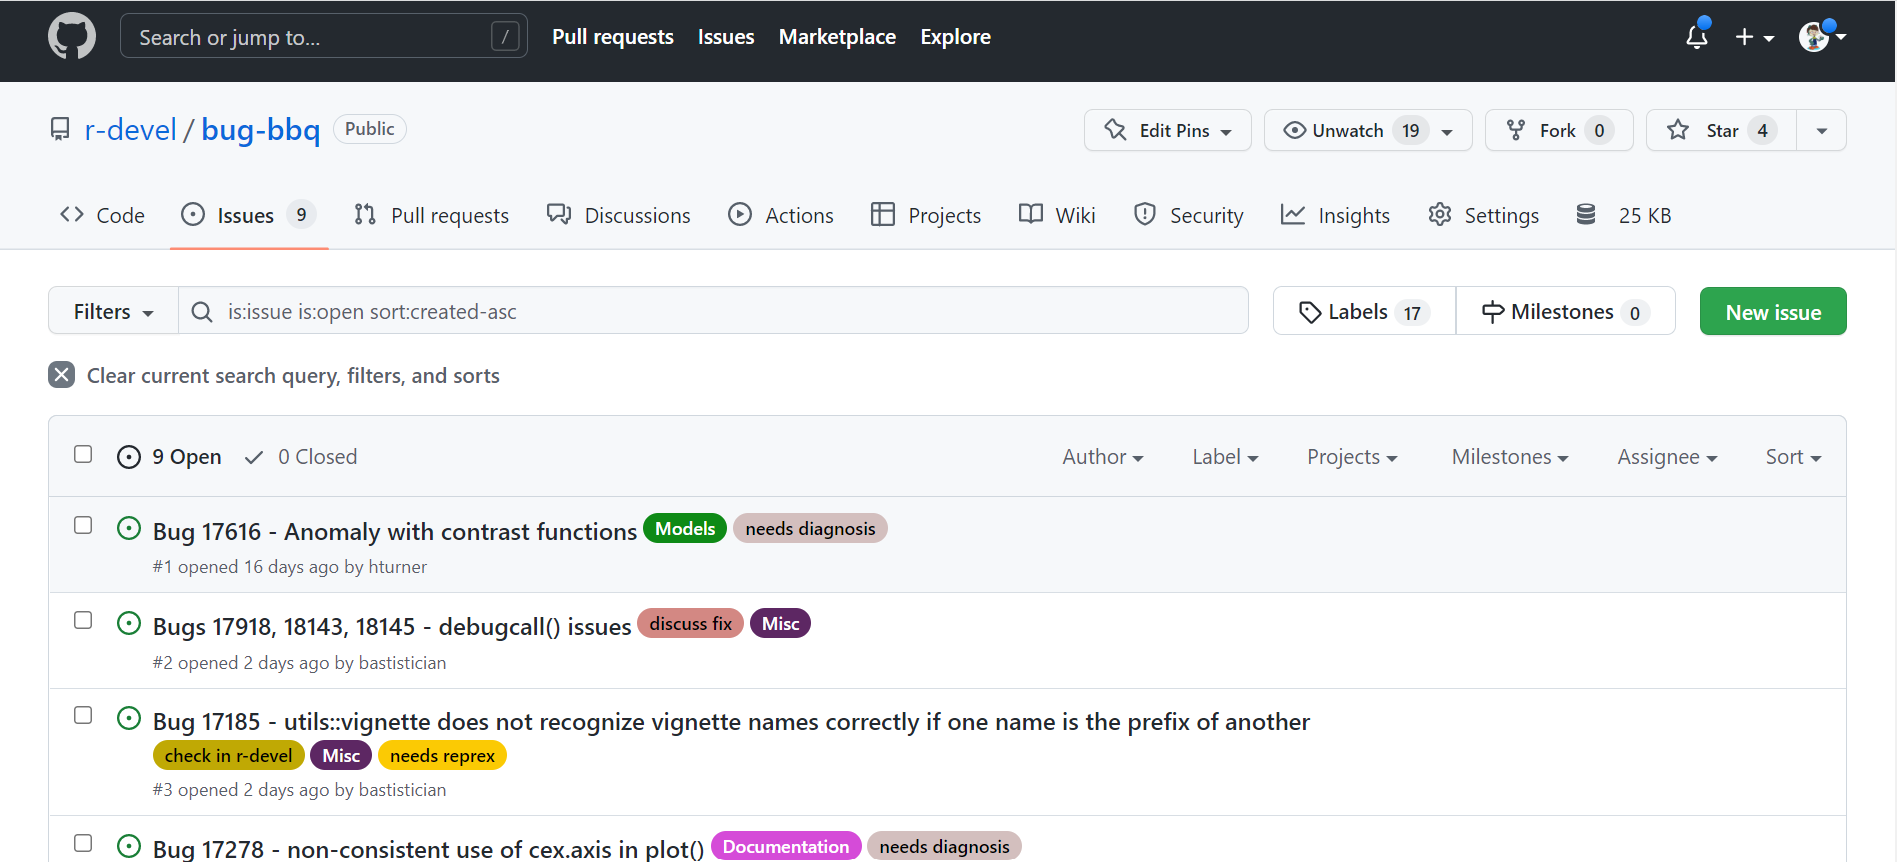 Search or jump to... / Pull requests Issues Marketplace Explore
r-devel / bug-bbq Public Edit Pins Unwatch 19 Fork 0 Star 4
Code Issues 9 Pull requests Discussions Actions Projects Wiki Security Insights Settings 25 KB
Filters is:issue is:open sort:created-asc Labels 17 Milestones 0 New issue
Clear current search query, filters, and sorts
9 Open 0 Closed Author Label Projects Milestones Assignee Sort
Bug 17616 - Anomaly with contrast functions Models needs diagnosis
#1 opened 16 days ago by hturner
Bugs 17918, 18143, 18145 - debugcall() issues discuss fix Misc
#2 opened 2 days ago by bastistician
Bug 17185 - utils::vignette does not recognize vignette names correctly if one name is the prefix of another
check in r-devel Misc needs reprex
#3 opened 2 days ago by bastistician
Bug 17278 - non-consistent use of cex.axis in plot() Documentation needs diagnosis